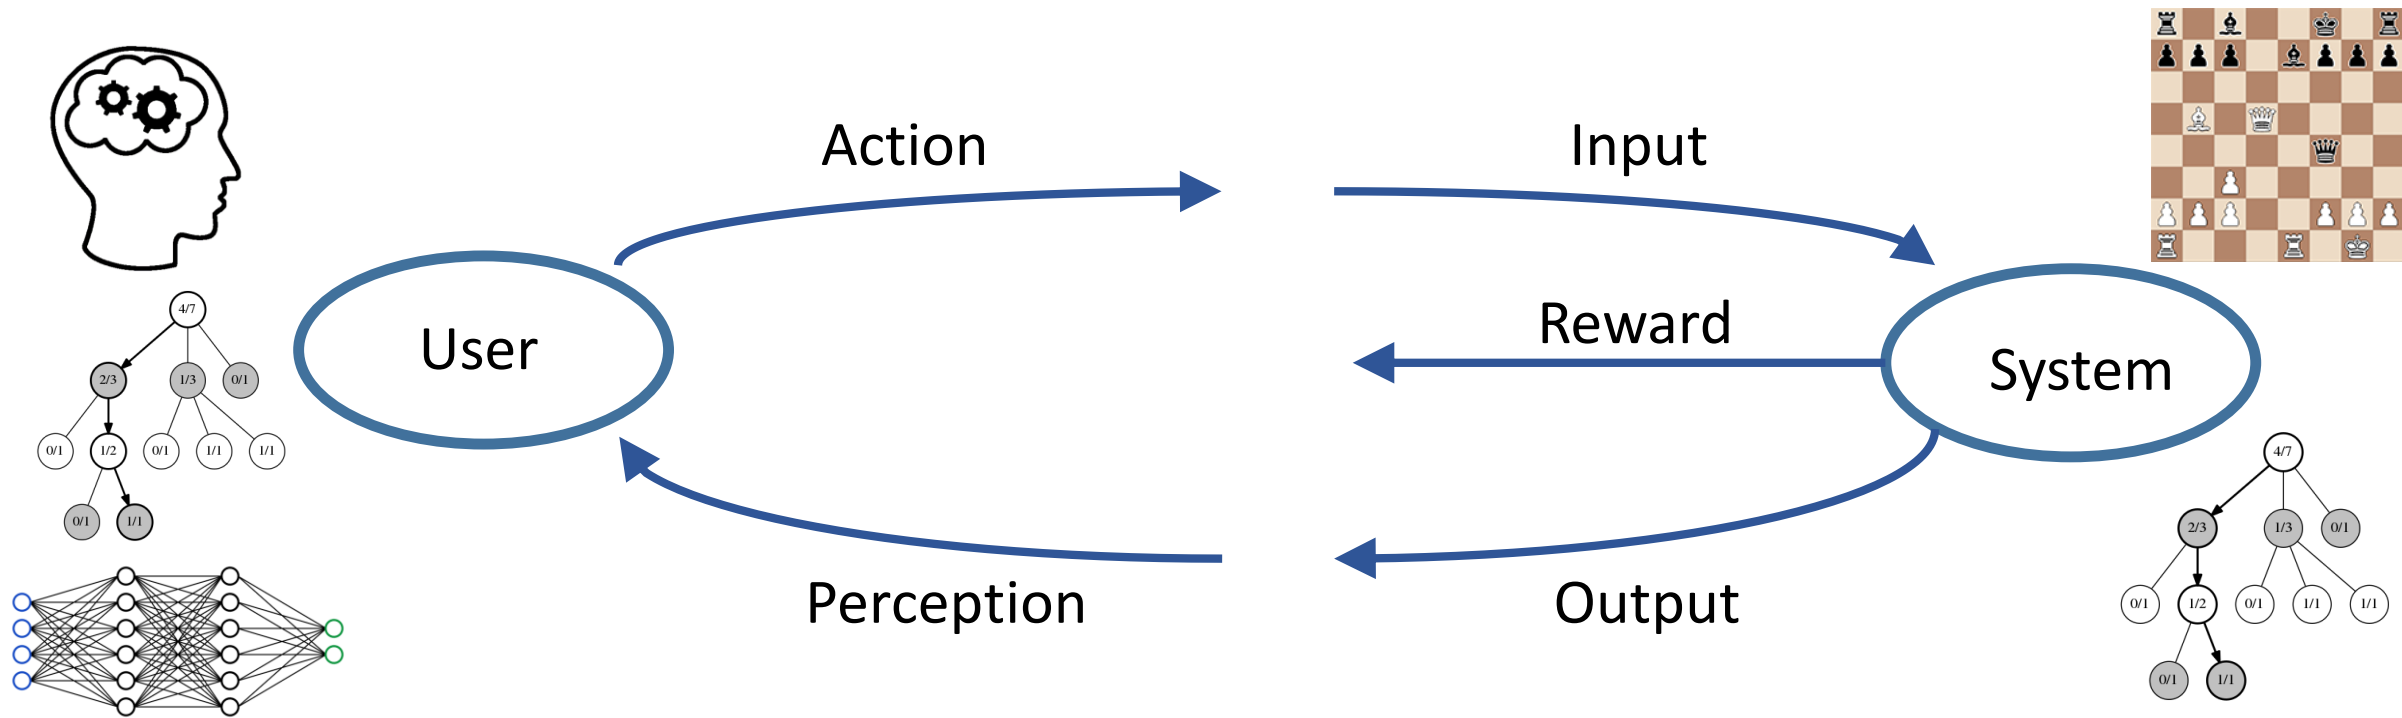 Action
Input
Reward
User
System
Perception
Output
4/7
2/3 1/3 0/1
0/1 1/2 0/1 1/1 1/1
0/1 1/1
4/7
2/3 1/3 0/1
0/1 1/2 0/1 1/1 1/1
0/1 1/1